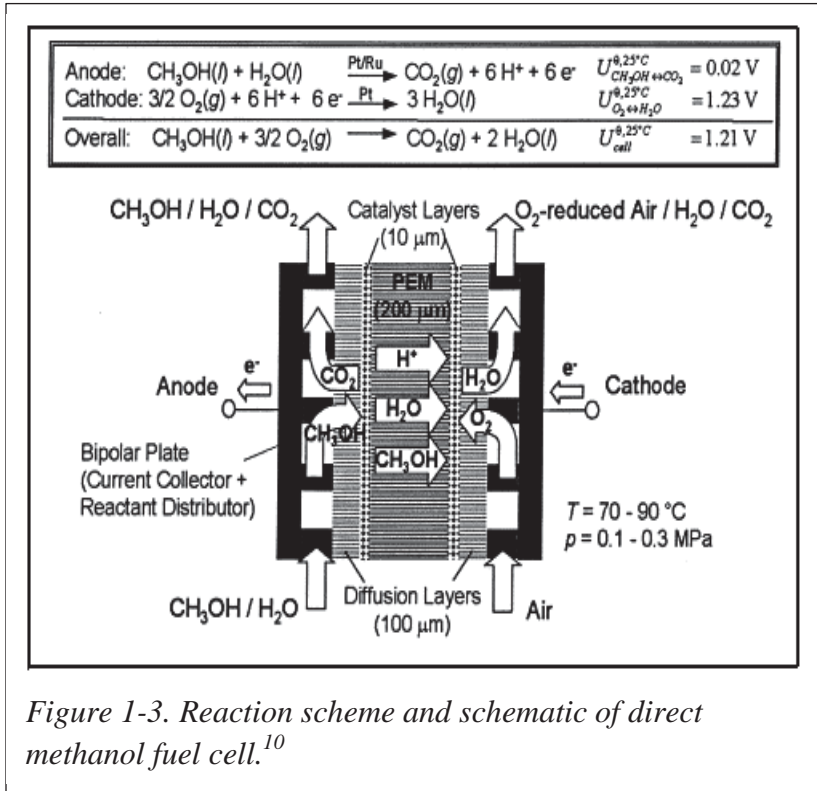 Anode: CH₃OH(l) + H₂O(l) Pt/Ru → CO₂(g) + 6 H⁺ + 6 e⁻ U^{θ,25°C}_{CH₃OH↔CO₂} = 0.02 V
Cathode: 3/2 O₂(g) + 6 H⁺ + 6 e⁻ Pt → 3 H₂O(l) U^{θ,25°C}_{O₂↔H₂O} = 1.23 V
Overall: CH₃OH(l) + 3/2 O₂(g) → CO₂(g) + 2 H₂O(l) U^{θ,25°C}_{cell} = 1.21 V
CH₃OH / H₂O / CO₂
Catalyst Layers
(10 μm)
O₂-reduced Air / H₂O / CO₂
PEM
(200 μm)
H⁺
CO₂
H₂O
e⁻
e⁻
Anode
Cathode
H₂O
O₂
CH₃OH
CH₃OH
Bipolar Plate
(Current Collector +
Reactant Distributor)
T = 70 - 90 °C
p = 0.1 - 0.3 MPa
CH₃OH / H₂O
Diffusion Layers
(100 μm)
Air
Figure 1-3. Reaction scheme and schematic of direct
methanol fuel cell.¹⁰